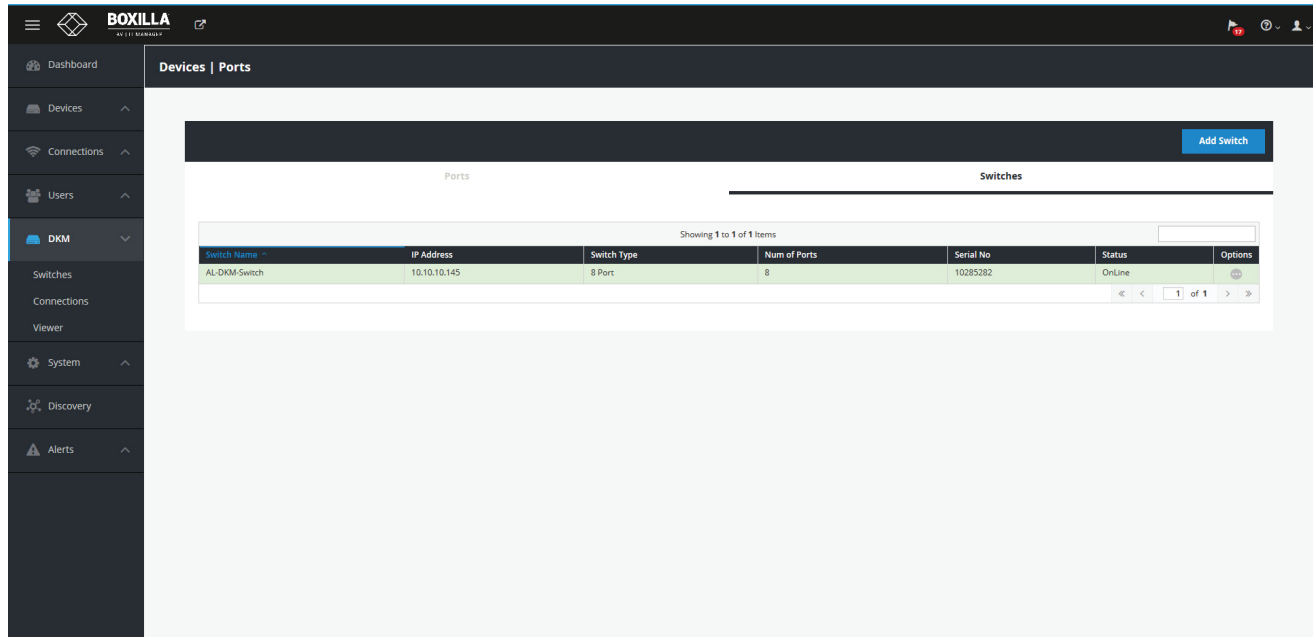 BOXILLA
17
Dashboard
Devices | Ports
Devices
Connections
Users
DKM
Switches
Connections
Viewer
System
Discovery
Alerts
Add Switch
Ports Switches
Showing 1 to 1 of 1 Items
Switch Name IP Address Switch Type Num of Ports Serial No Status Options
AL-DKM-Switch 10.10.10.145 8 Port 8 10285282 OnLine
« < 1 of 1 > »